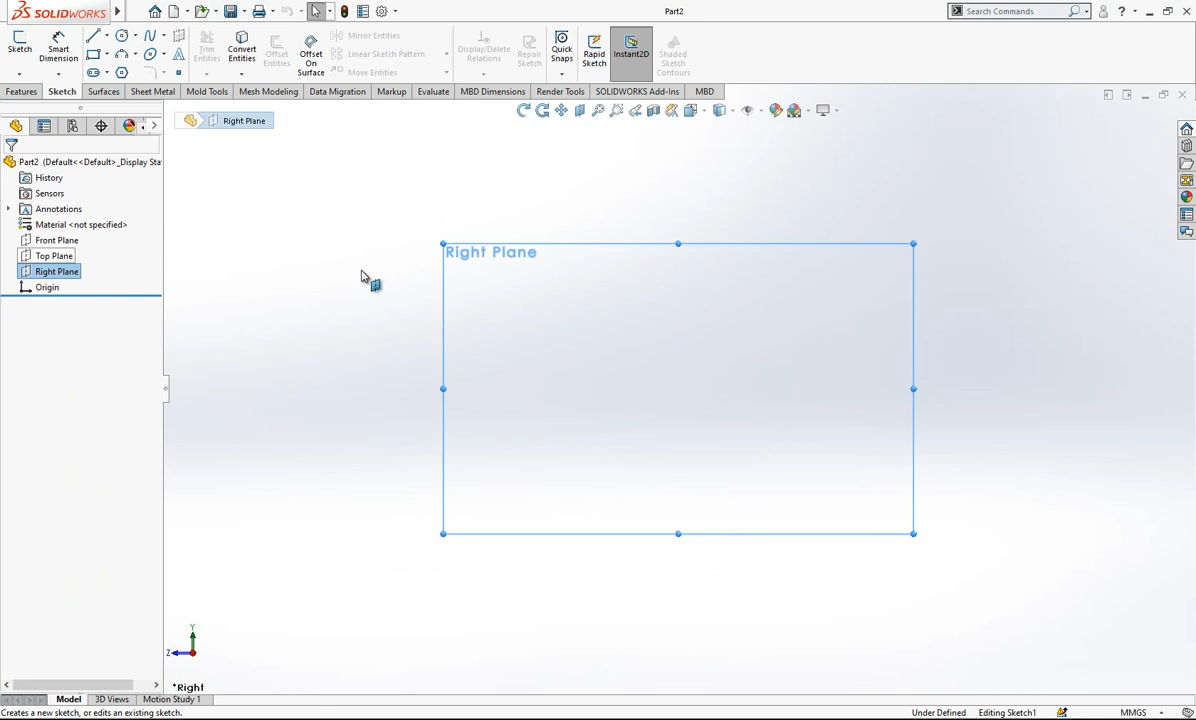 SOLIDWORKS
Part2
Search Commands
Sketch
Smart Dimension
Trim Entities
Convert Entities
Offset Entities
Offset On Surface
Mirror Entities
Linear Sketch Pattern
Move Entities
Display/Delete Relations
Repair Sketch
Quick Snaps
Rapid Sketch
Instant2D
Shaded Sketch Contours
Features
Sketch
Surfaces
Sheet Metal
Mold Tools
Mesh Modeling
Data Migration
Markup
Evaluate
MBD Dimensions
Render Tools
SOLIDWORKS Add-Ins
MBD
Right Plane
Part2 (Default<<Default>_Display Sta
History
Sensors
Annotations
Material <not specified>
Front Plane
Top Plane
Right Plane
Origin
Right Plane
Y
Z
*Right
Model
3D Views
Motion Study 1
Creates a new sketch, or edits an existing sketch.
Under Defined
Editing Sketch1
MMGS